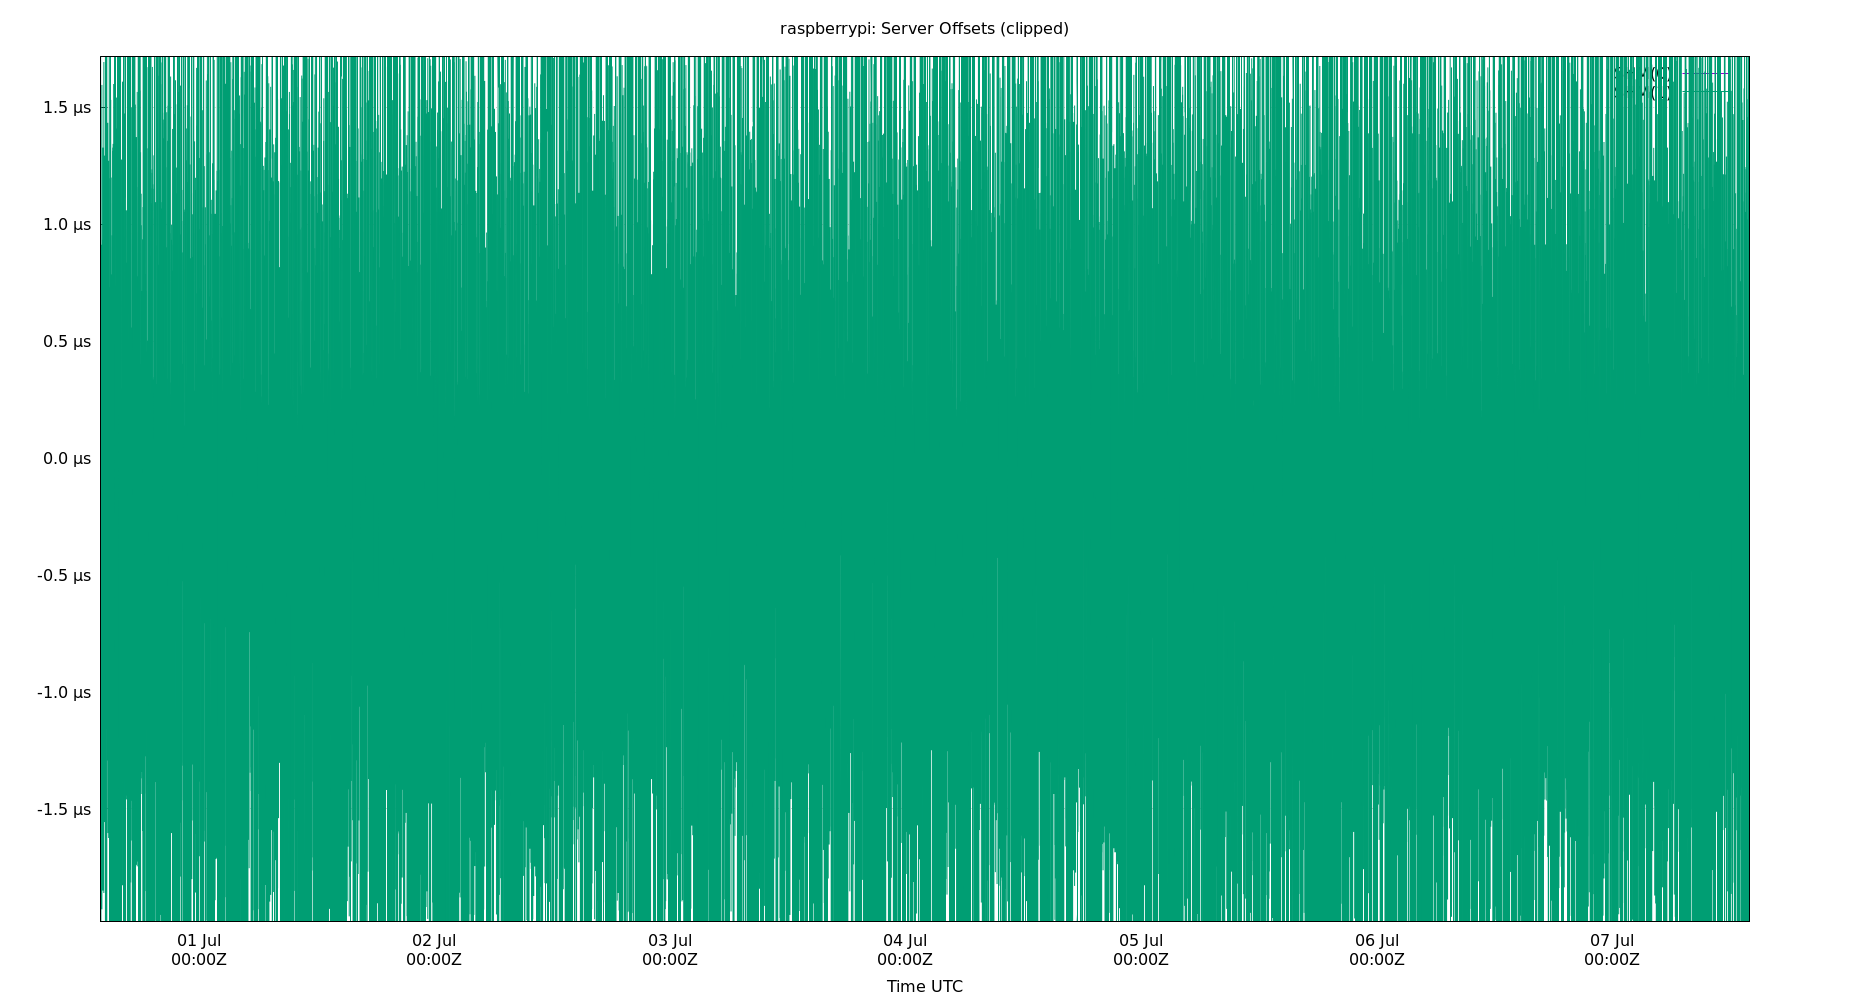 raspberrypi: Server Offsets (clipped)
1.5 µs
1.0 µs
0.5 µs
0.0 µs
-0.5 µs
-1.0 µs
-1.5 µs
01 Jul
00:00Z
02 Jul
00:00Z
03 Jul
00:00Z
04 Jul
00:00Z
05 Jul
00:00Z
06 Jul
00:00Z
07 Jul
00:00Z
Time UTC